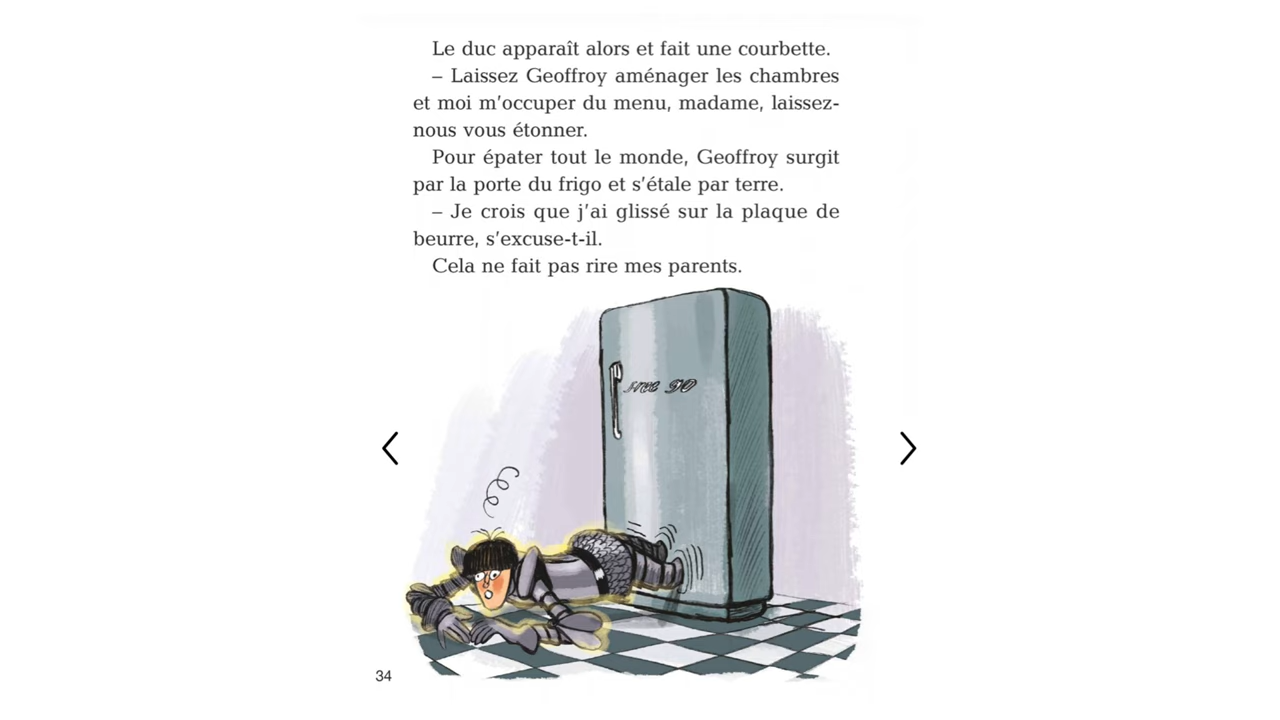 Le duc apparaît alors et fait une courbette.
– Laissez Geoffroy aménager les chambres
et moi m’occuper du menu, madame, laissez-
nous vous étonner.
Pour épater tout le monde, Geoffroy surgit
par la porte du frigo et s’étale par terre.
– Je crois que j’ai glissé sur la plaque de
beurre, s’excuse-t-il.
Cela ne fait pas rire mes parents.
34